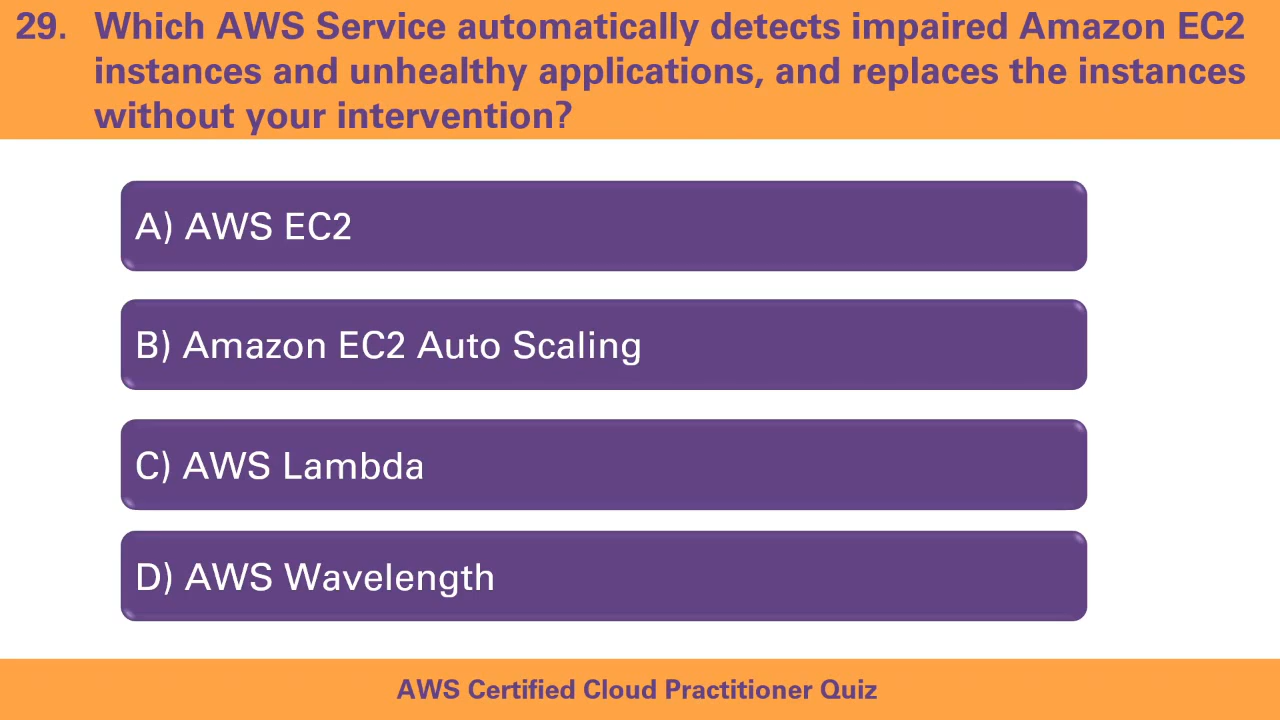 29. Which AWS Service automatically detects impaired Amazon EC2
instances and unhealthy applications, and replaces the instances
without your intervention?
A) AWS EC2
B) Amazon EC2 Auto Scaling
C) AWS Lambda
D) AWS Wavelength
AWS Certified Cloud Practitioner Quiz